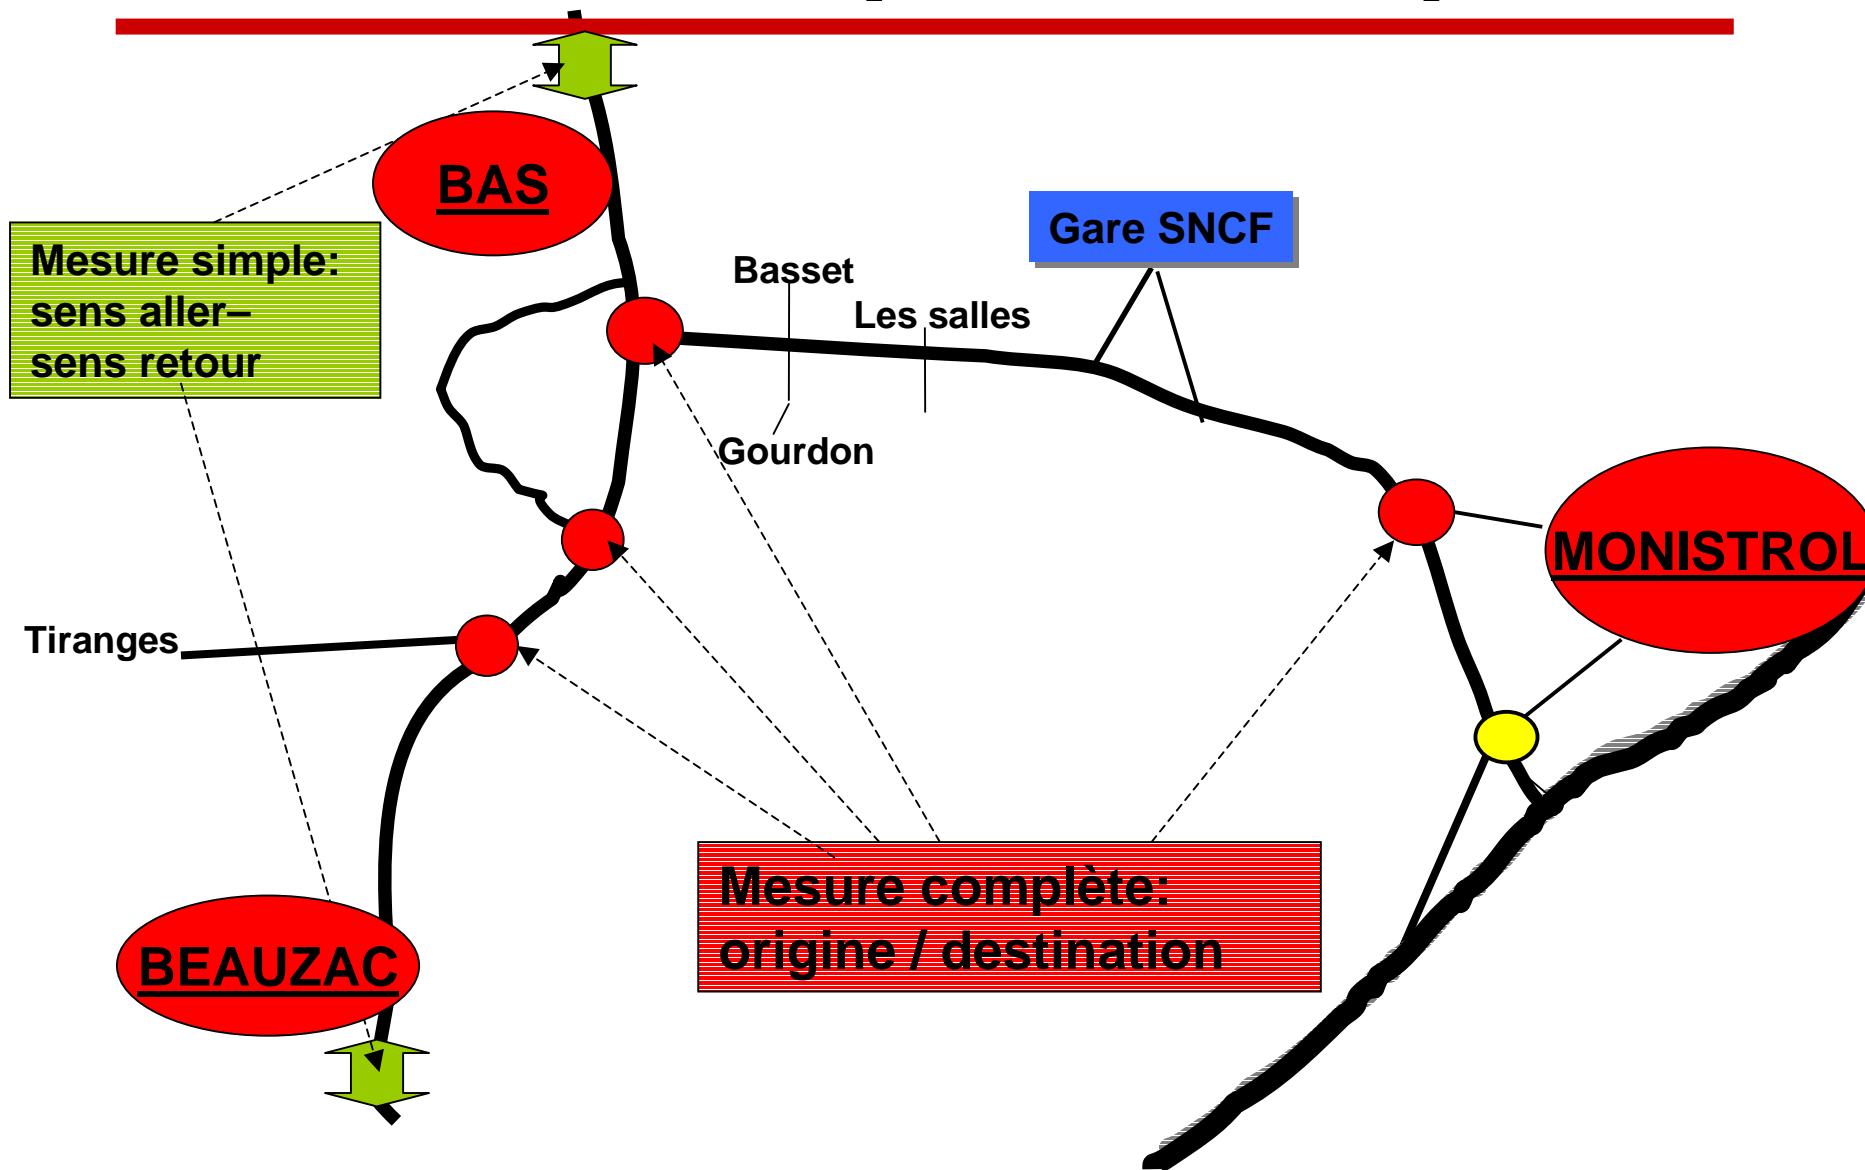 BAS
Gare SNCF
Mesure simple:
sens aller–
sens retour
Basset
Les salles
Gourdon
MONISTROL
Tiranges
Mesure complète:
origine / destination
BEAUZAC